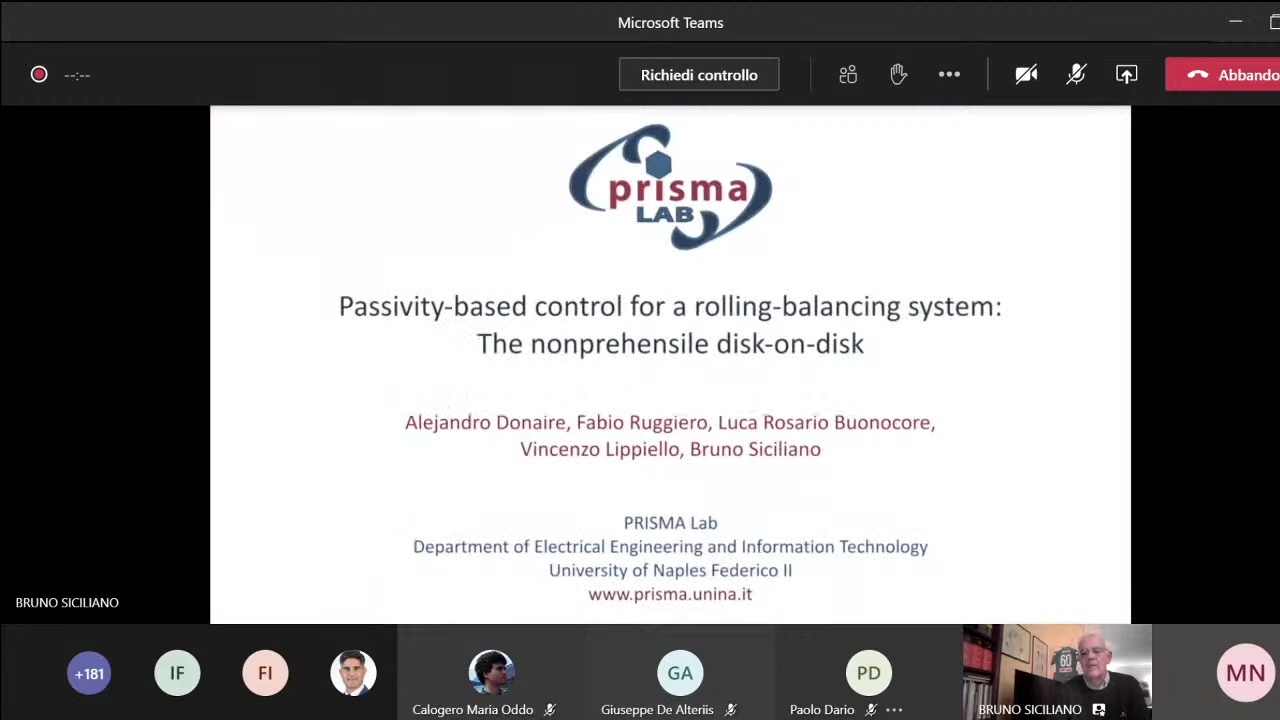 Microsoft Teams
--:--
Richiedi controllo
Abbando
prisma
LAB
Passivity-based control for a rolling-balancing system:
The nonprehensile disk-on-disk
Alejandro Donaire, Fabio Ruggiero, Luca Rosario Buonocore,
Vincenzo Lippiello, Bruno Siciliano
PRISMA Lab
Department of Electrical Engineering and Information Technology
University of Naples Federico II
www.prisma.unina.it
BRUNO SICILIANO
+181
IF
FI
GA
PD
60
MN
Calogero Maria Oddo
Giuseppe De Alteriis
Paolo Dario
BRUNO SICILIANO